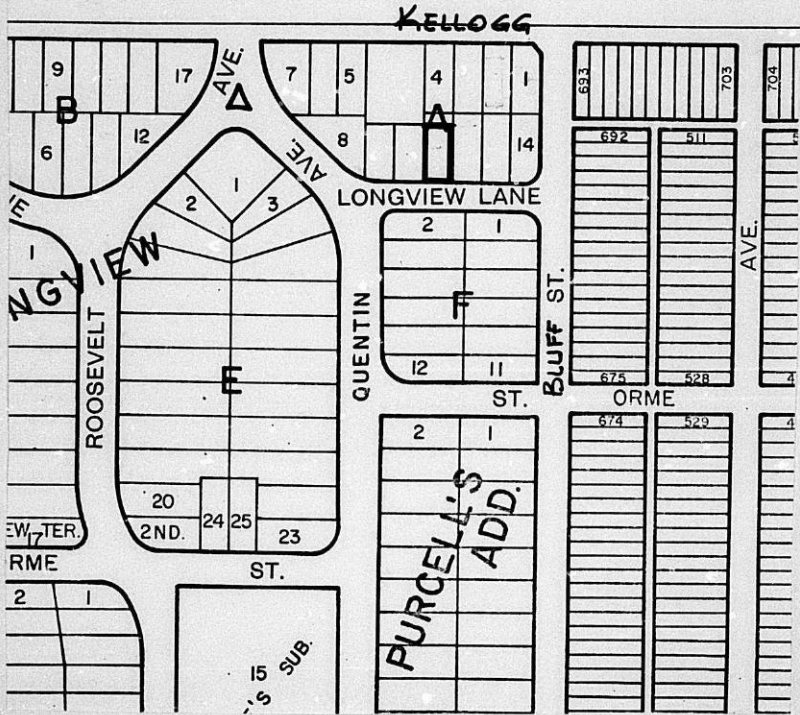 KELLOGG
9
17
AVE.
7
5
4
1
693
703
704
B
A
6
12
8
14
692
511
AVE.
1
2
3
LONGVIEW LANE
2
1
1
NGVIEW
ROOSEVELT
E
QUENTIN
F
BLUFF ST.
AVE.
12
11
675
528
4
ST.
ORME
674
529
4
2
1
20
24
25
2ND.
23
EW TER.
17
RME
ST.
PURCELL'S
ADD.
2
1
15
'S SUB.